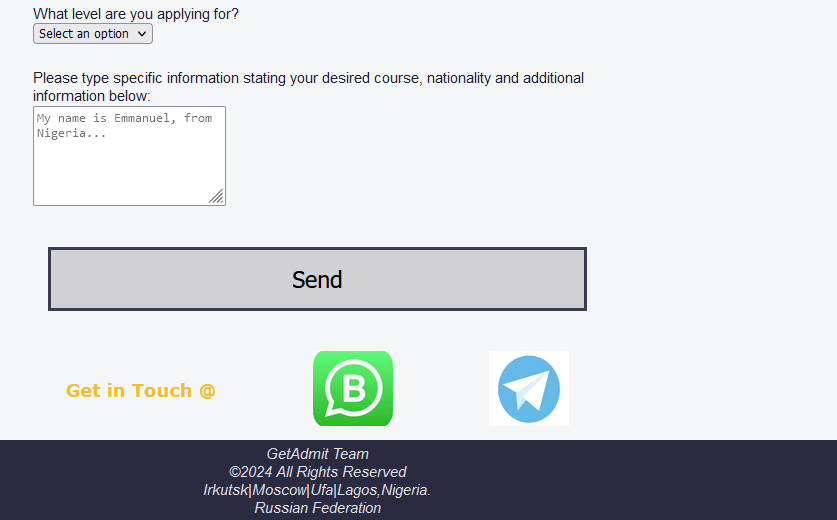 What level are you applying for?
Select an option
Please type specific information stating your desired course, nationality and additional
information below:
My name is Emmanuel, from
Nigeria...
Send
Get in Touch @
B
GetAdmit Team
©2024 All Rights Reserved
Irkutsk|Moscow|Ufa|Lagos,Nigeria.
Russian Federation